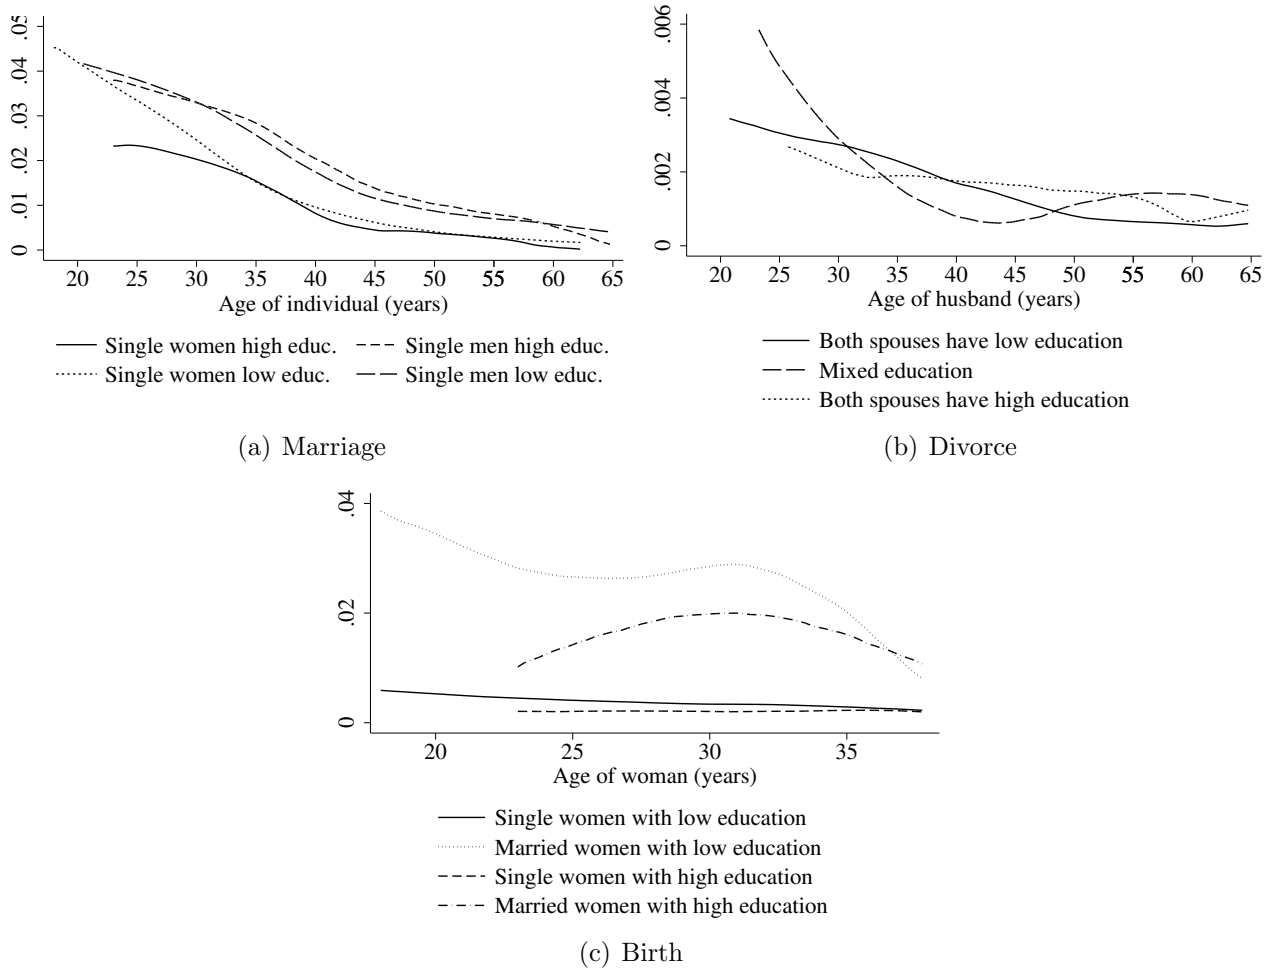 .05
.04
.03
.02
.01
0
20 25 30 35 40 45 50 55 60 65
Age of individual (years)
Single women high educ. Single men high educ.
Single women low educ. Single men low educ.
(a) Marriage
.006
.004
.002
0
20 25 30 35 40 45 50 55 60 65
Age of husband (years)
Both spouses have low education
Mixed education
Both spouses have high education
(b) Divorce
.04
.02
0
20 25 30 35
Age of woman (years)
Single women with low education
Married women with low education
Single women with high education
Married women with high education
(c) Birth